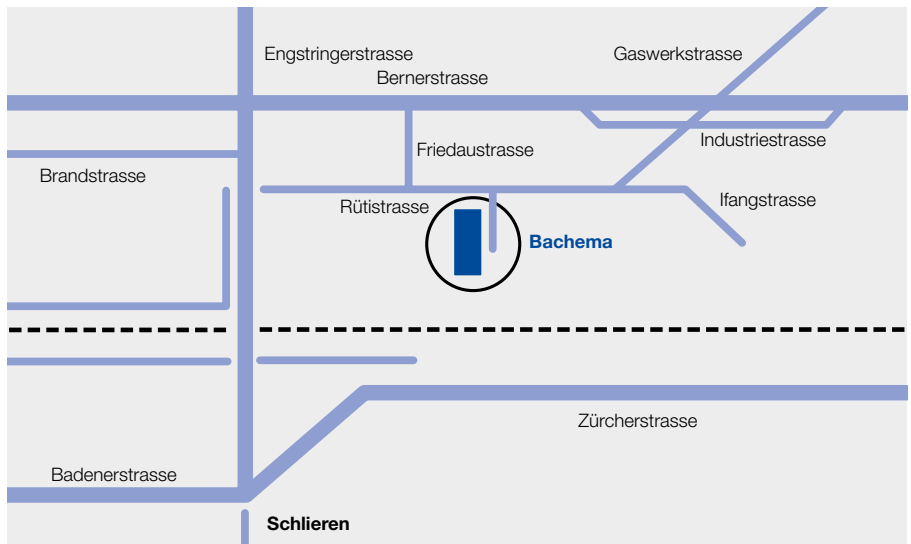 Engstringerstrasse
Gaswerkstrasse
Bernerstrasse
Friedaustrasse
Industriestrasse
Brandstrasse
Rütistrasse
Ifangstrasse
Bachema
Zürcherstrasse
Badenerstrasse
Schlieren